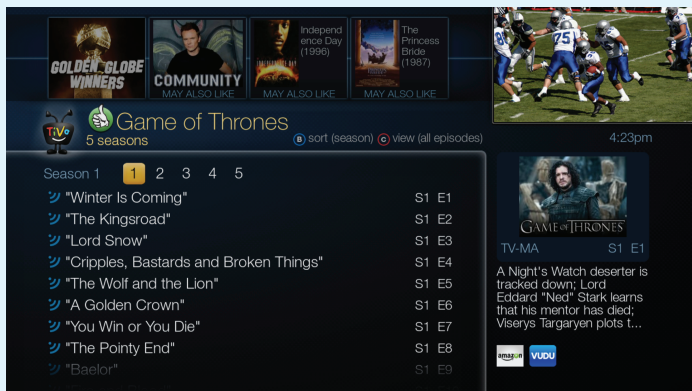 GOLDEN GLOBE
WINNERS
COMMUNITY
MAY ALSO LIKE
Independ
ence Day
(1996)
MAY ALSO LIKE
The
Princess
Bride
(1987)
MAY ALSO LIKE
TiVo
Game of Thrones
5 seasons
B sort (season) C view (all episodes)
4:23pm
Season 1 1 2 3 4 5
"Winter Is Coming" S1 E1
"The Kingsroad" S1 E2
"Lord Snow" S1 E3
"Cripples, Bastards and Broken Things" S1 E4
"The Wolf and the Lion" S1 E5
"A Golden Crown" S1 E6
"You Win or You Die" S1 E7
"The Pointy End" S1 E8
"Baelor" S1 E9
GAME OF THRONES
TV-MA S1 E1
A Night's Watch deserter is
tracked down; Lord
Eddard "Ned" Stark learns
that his mentor has died;
Viserys Targaryen plots t...
amazon VUDU
75